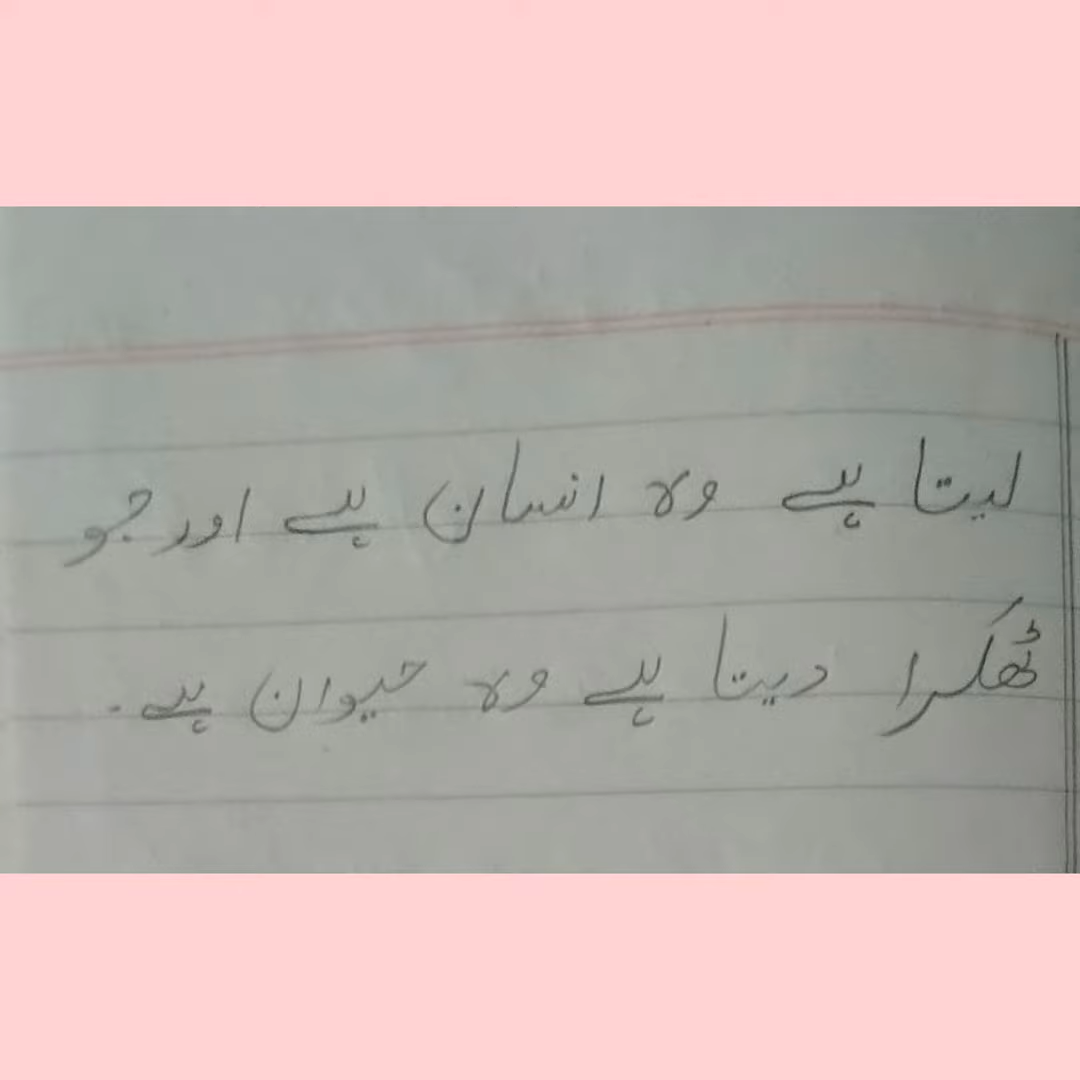 لیتا ہے وہ انسان ہے اور جو
ٹھکرا دیتا ہے وہ حیوان ہے.